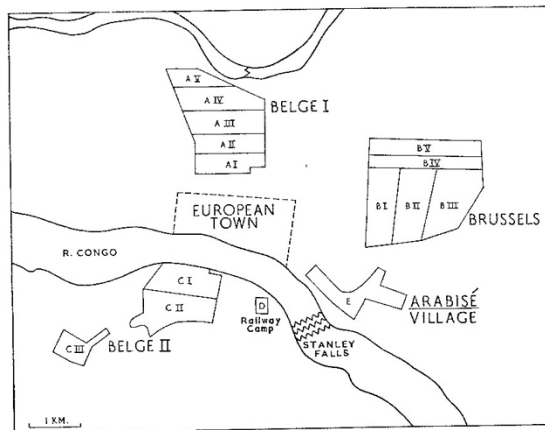 A V
A IV
A III
A II
A I
BELGE I
B V
B IV
B I
B II
B III
BRUSSELS
EUROPEAN
TOWN
R. CONGO
C I
C II
C III
BELGE II
D
Railway
Camp
STANLEY
FALLS
E
ARABISÉ
VILLAGE
1 KM.